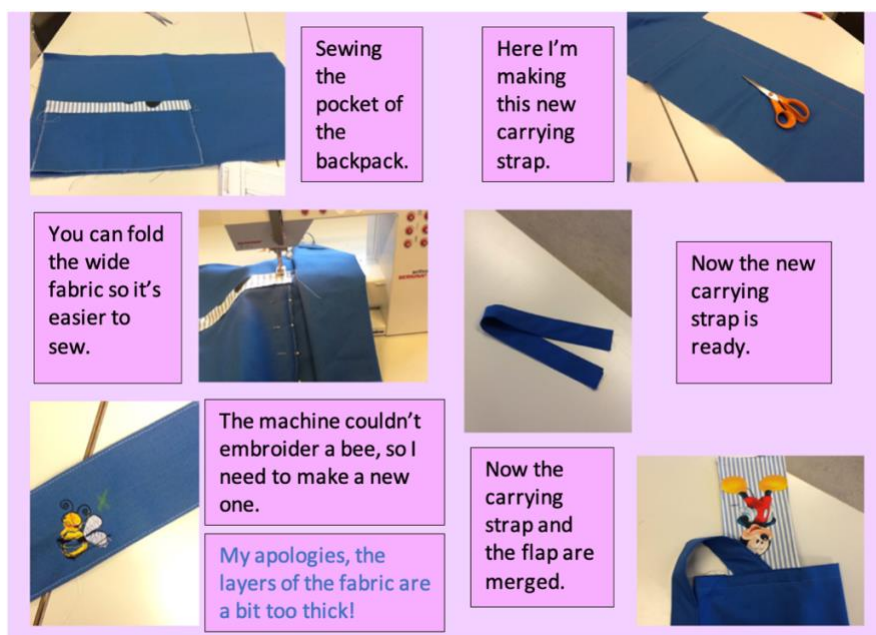 Sewing
the
pocket of
the
backpack.
Here I’m
making
this new
carrying
strap.
You can fold
the wide
fabric so it’s
easier to
sew.
Now the new
carrying
strap is
ready.
The machine couldn’t
embroider a bee, so I
need to make a new
one.
My apologies, the
layers of the fabric are
a bit too thick!
Now the
carrying
strap and
the flap are
merged.